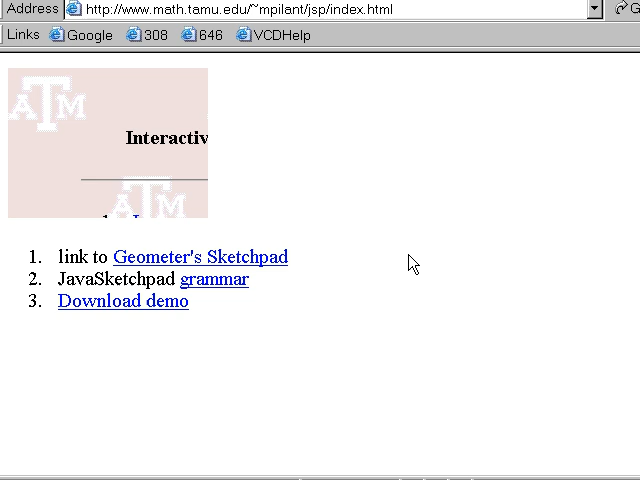 Address http://www.math.tamu.edu/~mpilant/jsp/index.html
Links Google 308 646 VCDHelp
ATM
Interactiv
ATM
1. link to Geometer's Sketchpad
2. JavaSketchpad grammar
3. Download demo